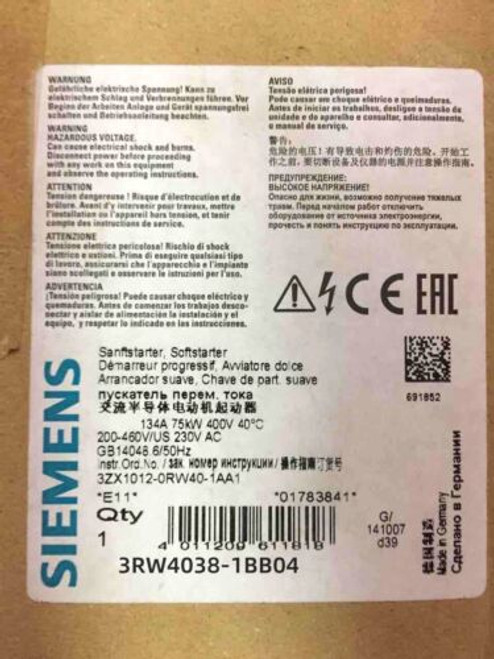 WARNUNG
Gefährliche elektrische Spannung! Kann zu
elektrischem Schlag und Verbrennungen führen. Vor
Beginn der Arbeiten Anlage und Gerät spannungsfrei
schalten und Betriebsanleitung beachten.
WARNING
HAZARDOUS VOLTAGE.
Can cause electrical shock and burns.
Disconnect power before proceeding
with any work on this equipment
and observe the operating instructions.
ATTENTION
Tension dangereuse ! Risque d'électrocution et de
brûlure. Avant d'y intervenir pour travaux, mettre
l'installation ou l'appareil hors tension, et tenir
compte des instructions de service.
ATTENZIONE
Tensione elettrica pericolosa! Rischio di shock
elettrico e ustioni. Prima di eseguire qualsiasi tipo
di lavoro, assicurarsi che l'apparecchio e l'impianto
siano scollegati e osservare le istruzioni per l'uso.
ADVERTENCIA
¡Tensión peligrosa! Puede causar choque eléctrico y
quemaduras. Antes de comenzar los trabajos desco-
nectar y aislar de alimentación la instalación y el
equipo, y respetar lo indicado en las instrucciones.
AVISO
Tensão elétrica perigosa!
Pode causar em choque elétrico e queimaduras.
Antes de iniciar os trabalhos, desligue a tensão da
unidade e do aparelho e consultar, adicionalmente,
o manual de serviço.
警告:
危险的电压!有导致电击和灼伤的危险。开始工
作之前,要切断设备及仪器的电源并注意操作指南。
ПРЕДУПРЕЖДЕНИЕ:
ВЫСОКОЕ НАПРЯЖЕНИЕ!
Опасно для жизни, возможно получение тяжелых
травм. Перед началом работ отключить
оборудование от источника электроэнергии,
прочесть и понять инструкцию по эксплуатации.
CE EAC
691852
SIEMENS
Sanftstarter, Softstarter
Démarreur progressif, Avviatore dolce
Arrancador suave, Chave de part. suave
пускатель перем. тока
交流半导体电动机起动器
134A 75kW 400V 40°C
200-460V/US 230V AC
GB14048.6/50Hz
Instr.Ord.No. / зак. номер инструкции / 操作指南订货号
3ZX1012-0RW40-1AA1
"E11" "01783841"
Qty
1
4 011209 611818
3RW4038-1BB04
G/
141007
d39
德国制造
Made in Germany
Сделано в Германии